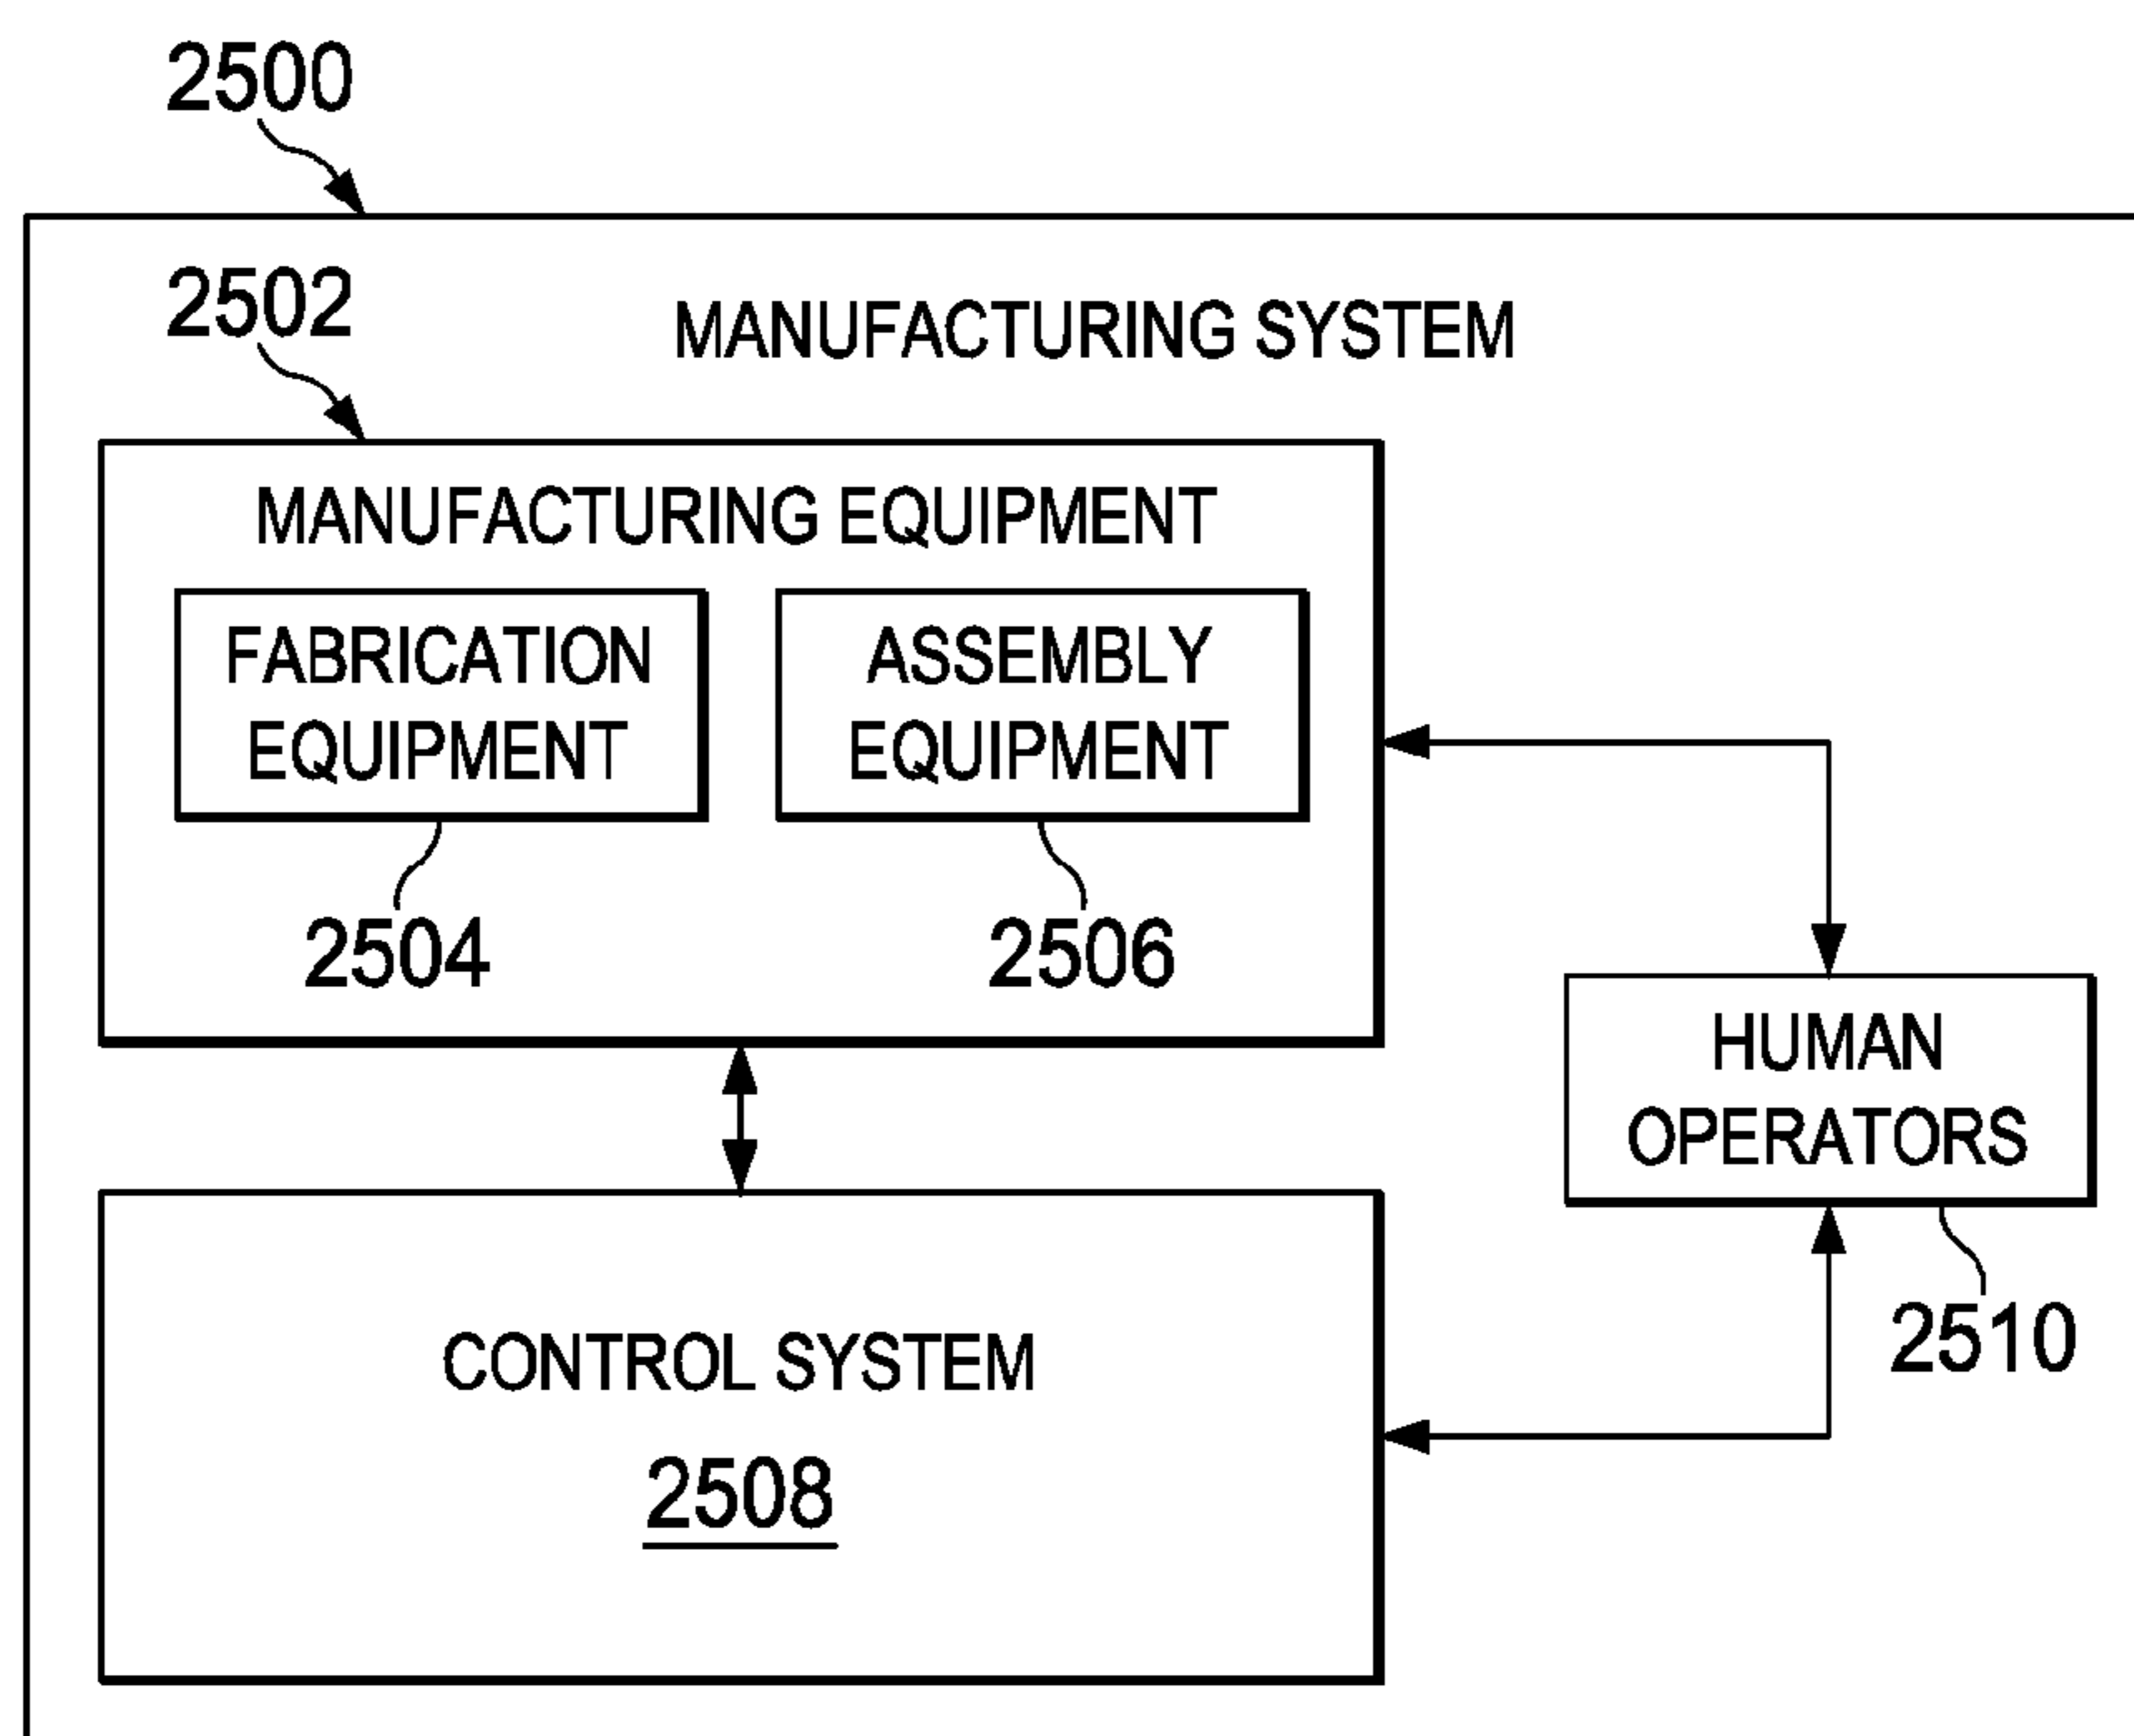 2500
2502
MANUFACTURING SYSTEM
MANUFACTURING EQUIPMENT
FABRICATION
EQUIPMENT
ASSEMBLY
EQUIPMENT
2504
2506
HUMAN
OPERATORS
2510
CONTROL SYSTEM
2508